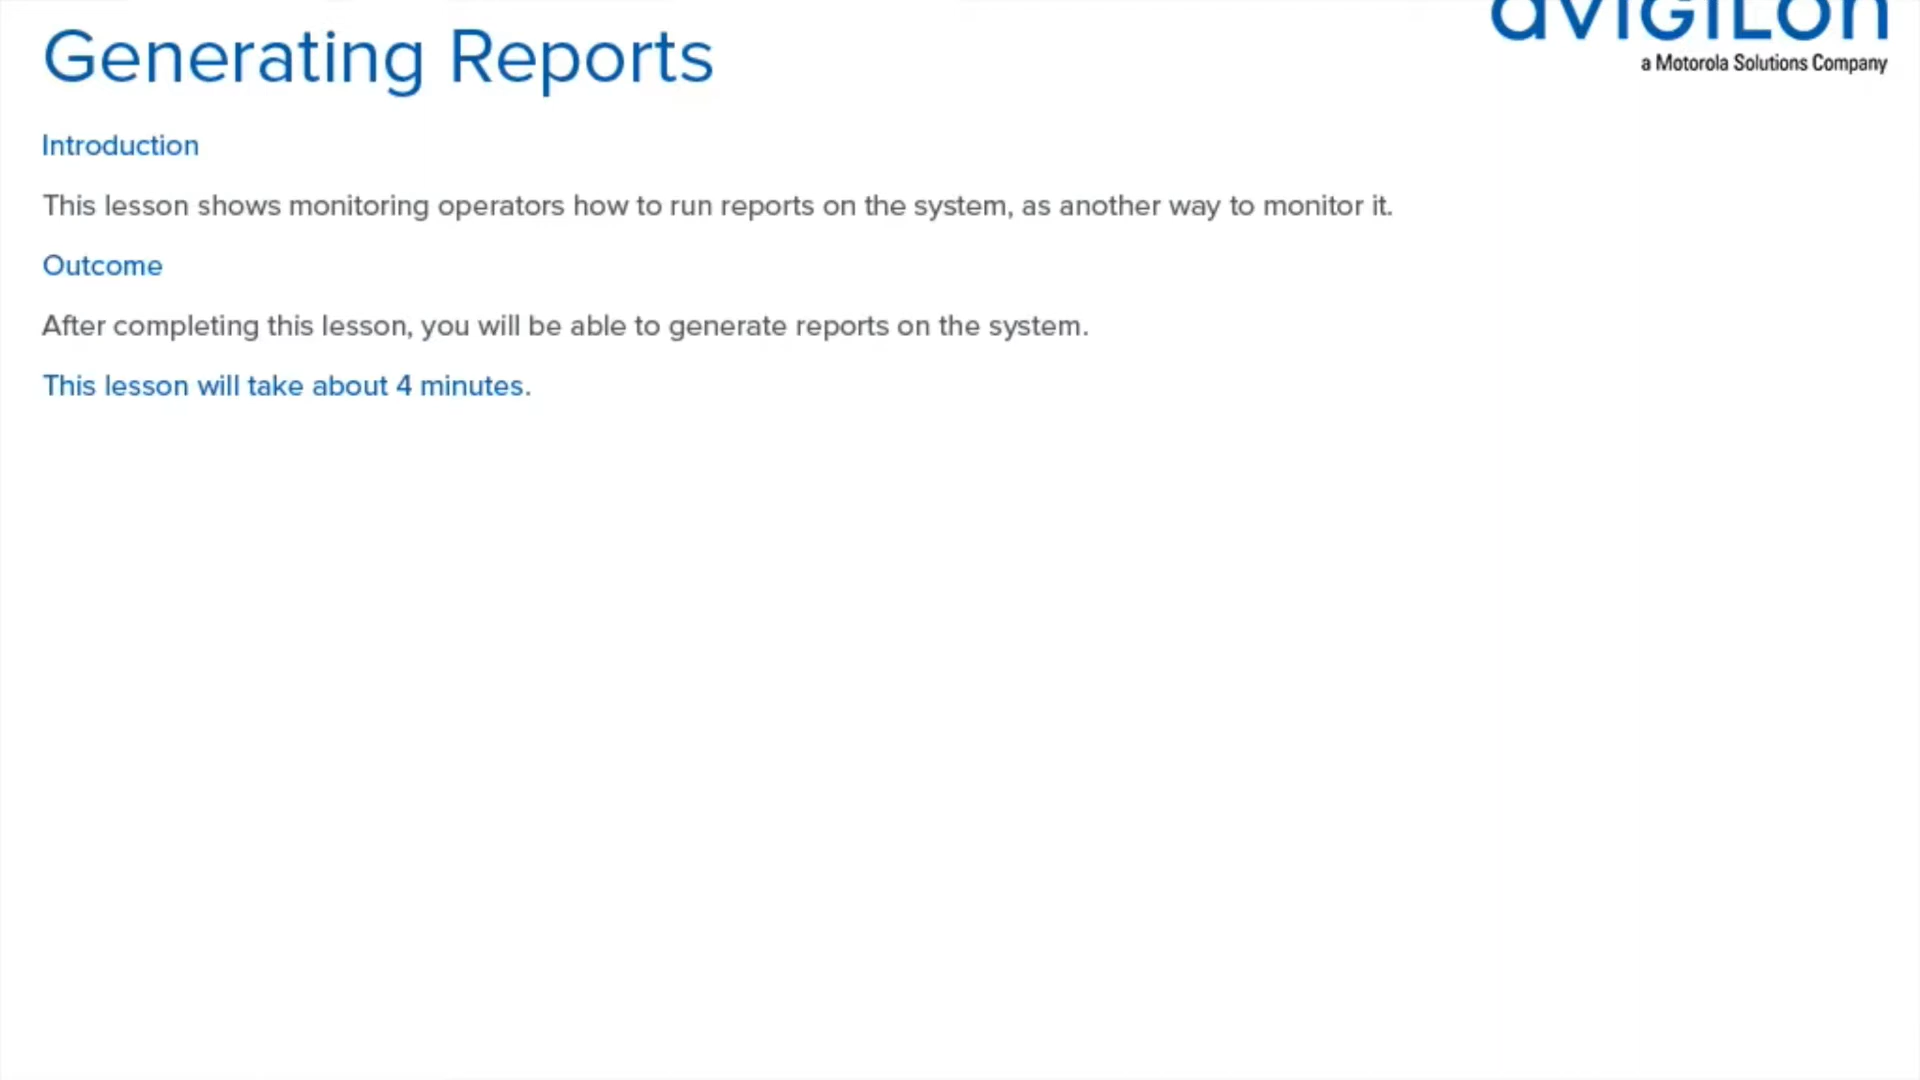 Generating Reports
avigilon
a Motorola Solutions Company
Introduction
This lesson shows monitoring operators how to run reports on the system, as another way to monitor it.
Outcome
After completing this lesson, you will be able to generate reports on the system.
This lesson will take about 4 minutes.